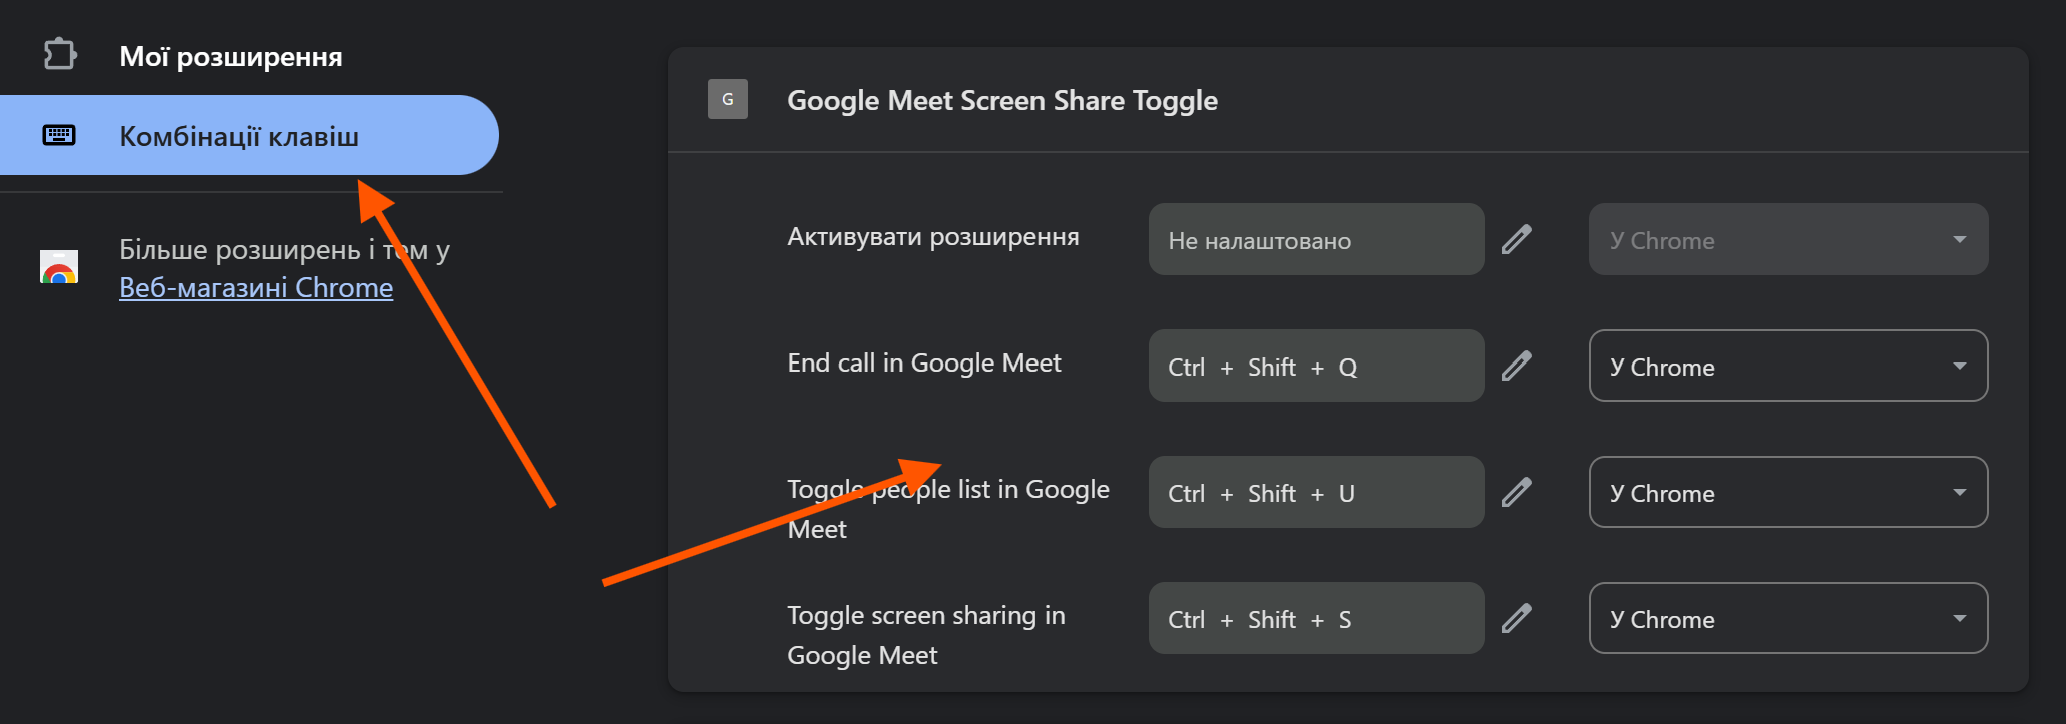 Мої розширення
Комбінації клавіш
Більше розширень і тем у
Веб-магазині Chrome
G
Google Meet Screen Share Toggle
Активувати розширення
Не налаштовано
У Chrome
End call in Google Meet
Ctrl + Shift + Q
У Chrome
Toggle people list in Google
Meet
Ctrl + Shift + U
У Chrome
Toggle screen sharing in
Google Meet
Ctrl + Shift + S
У Chrome